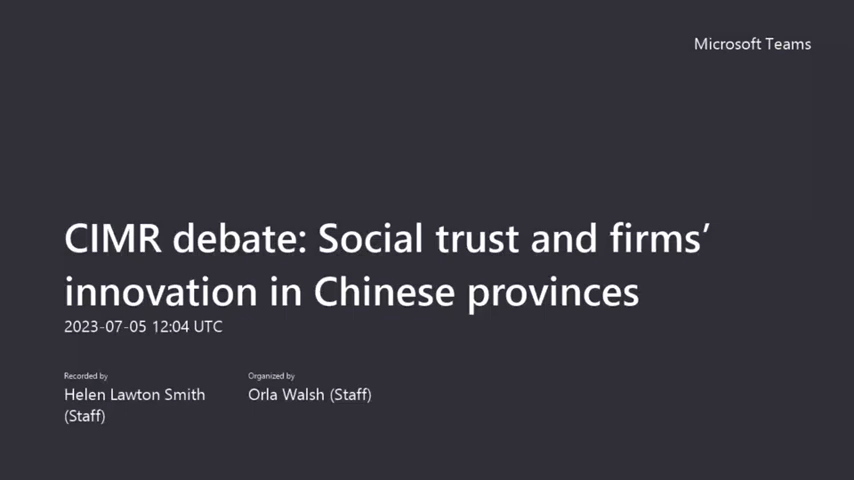 Microsoft Teams
CIMR debate: Social trust and firms’
innovation in Chinese provinces
2023-07-05 12:04 UTC
Recorded by
Organized by
Helen Lawton Smith
(Staff)
Orla Walsh (Staff)